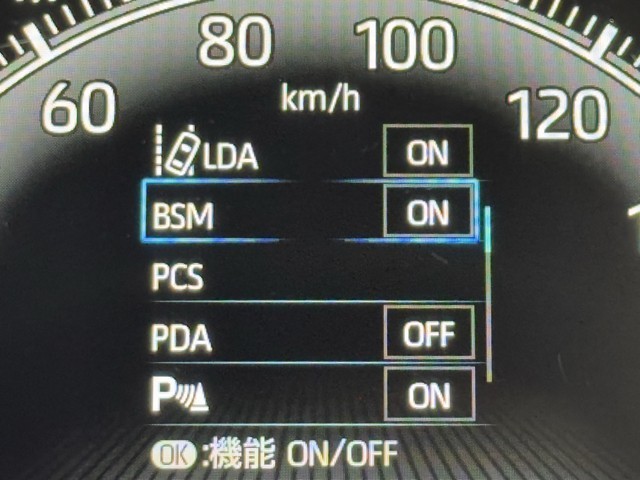 80 100
60 km/h 120
LDA ON
BSM ON
PCS
PDA OFF
P ON
OK:機能 ON/OFF